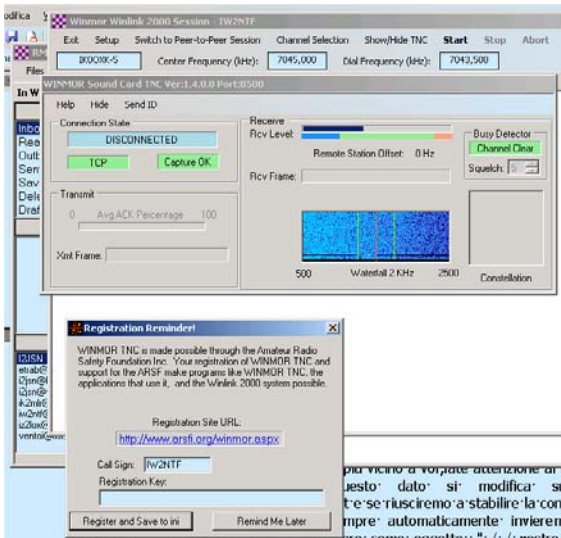 Winmor Winlink 2000 Session - IW2NTF
Exit Setup Switch to Peer-to-Peer Session Channel Selection Show/Hide TNC Start Stop Abort
Center Frequency (kHz): 7045,000 Dial Frequency (kHz): 7043,500
Files
In W
WINMOR Sound Card TNC Ver:1.4.0.0 Port:8500
Help Hide Send ID
Connection State
DISCONNECTED
TCP Capture OK
Receive
Rcv Level:
Remote Station Offset: 0 Hz
Rcv Frame:
Busy Detector
Channel Clear
Squelch: 5
Transmit
0 Avg ACK Percentage 100
Xmt Frame:
500 Waterfall 2 KHz 2500
Constellation
Inbo
Rea
Outb
Sen
Sav
Dele
Draf
Registration Reminder!
WINMOR TNC is made possible through the Amateur Radio
Safety Foundation Inc. Your registration of WINMOR TNC and
support for the ARSF make programs like WINMOR TNC, the
applications that use it, and the Winlink 2000 system possible.
Registration Site URL:
http://www.arsfi.org/winmor.aspx
Call Sign: IW2NTF
Registration Key:
Register and Save to ini Remind Me Later
più vicino a voi, fate attenzione al
uesto dato si modifica su
t e se riusciremo a stabilire la con
mpre automaticamente invieren